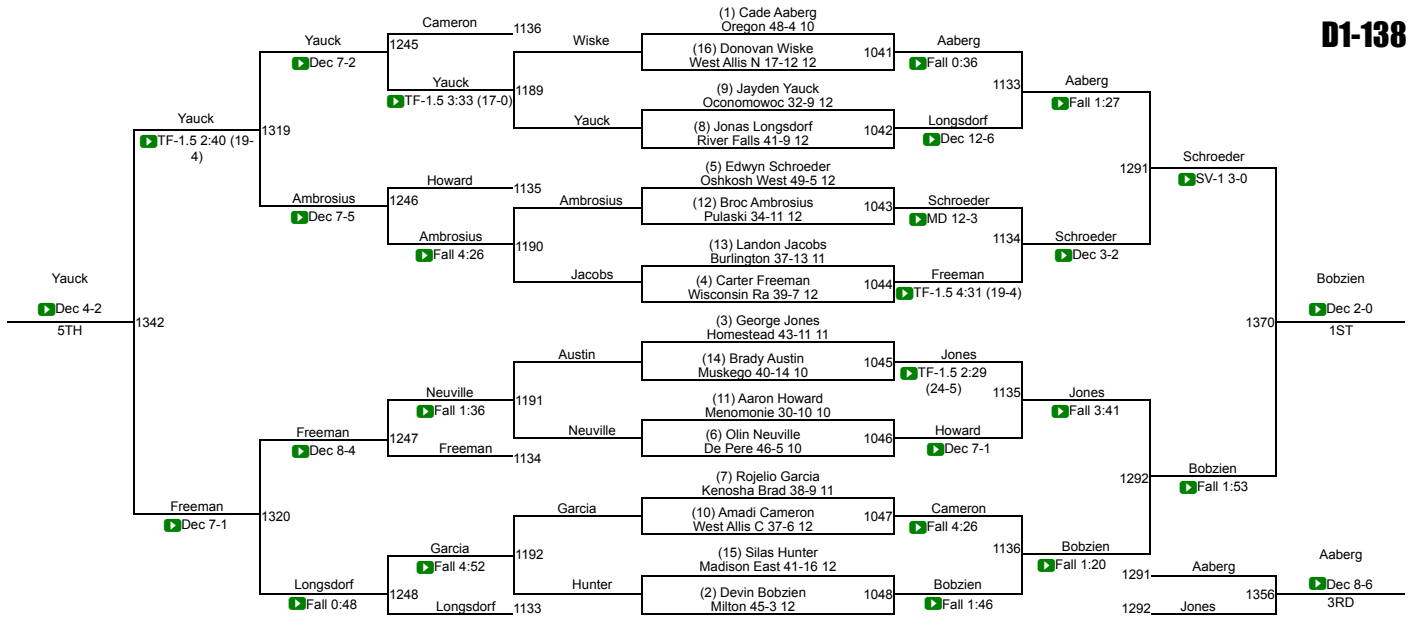 D1-138
(1) Cade Aaberg
Oregon 48-4 10
(16) Donovan Wiske
West Allis N 17-12 12
1041
(9) Jayden Yauck
Oconomowoc 32-9 12
(8) Jonas Longsdorf
River Falls 41-9 12
1042
(5) Edwyn Schroeder
Oshkosh West 49-5 12
(12) Broc Ambrosius
Pulaski 34-11 12
1043
(13) Landon Jacobs
Burlington 37-13 11
(4) Carter Freeman
Wisconsin Ra 39-7 12
1044
(3) George Jones
Homestead 43-11 11
(14) Brady Austin
Muskego 40-14 10
1045
(11) Aaron Howard
Menomonie 30-10 10
(6) Olin Neuville
De Pere 46-5 10
1046
(7) Rojelio Garcia
Kenosha Brad 38-9 11
(10) Amadi Cameron
West Allis C 37-6 12
1047
(15) Silas Hunter
Madison East 41-16 12
(2) Devin Bobzien
Milton 45-3 12
1048
Aaberg
Fall 0:36
1133
Longsdorf
Dec 12-6
Schroeder
MD 12-3
1134
Freeman
TF-1.5 4:31 (19-4)
Jones
TF-1.5 2:29
(24-5)
1135
Howard
Dec 7-1
Cameron
Fall 4:26
1136
Bobzien
Fall 1:46
Aaberg
Fall 1:27
1291
Schroeder
Dec 3-2
Jones
Fall 3:41
1292
Bobzien
Fall 1:20
Schroeder
SV-1 3-0
1370
Bobzien
Fall 1:53
Bobzien
Dec 2-0
1ST
1291
Aaberg
1356
1292
Jones
Aaberg
Dec 8-6
3RD
Wiske
1189
Yauck
Ambrosius
1190
Jacobs
Austin
1191
Neuville
Garcia
1192
Hunter
Cameron
1136
1245
Yauck
TF-1.5 3:33 (17-0)
Howard
1135
1246
Ambrosius
Fall 4:26
Neuville
Fall 1:36
1247
Freeman
1134
Garcia
Fall 4:52
1248
Longsdorf
1133
Yauck
Dec 7-2
1319
Ambrosius
Dec 7-5
Freeman
Dec 8-4
1320
Longsdorf
Fall 0:48
Yauck
TF-1.5 2:40 (19-
4)
1342
Freeman
Dec 7-1
Yauck
Dec 4-2
5TH